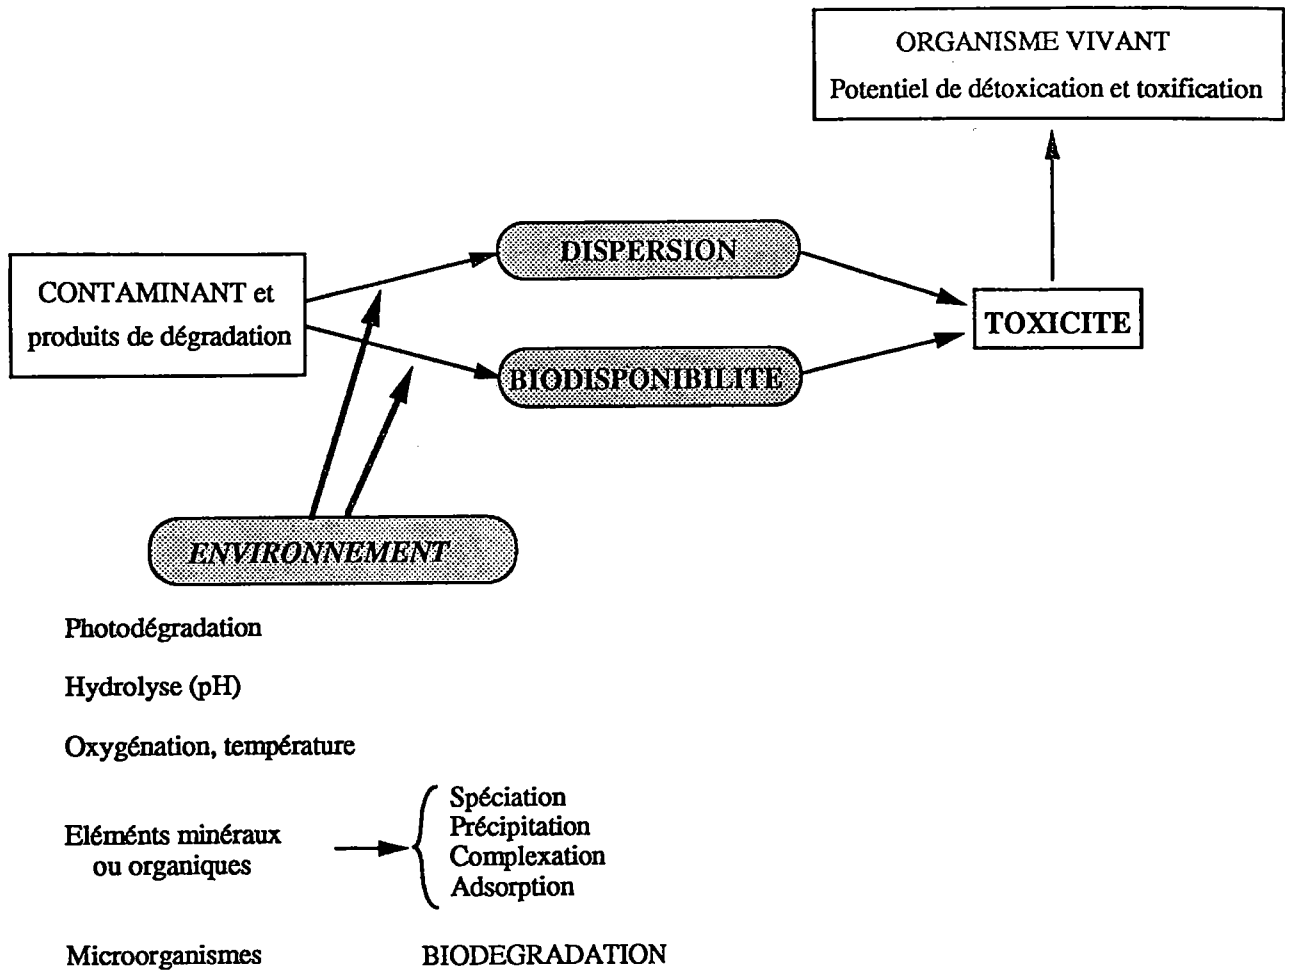 ORGANISME VIVANT
Potentiel de détoxication et toxification
DISPERSION
CONTAMINANT et
produits de dégradation
TOXICITE
BIODISPONIBILITE
ENVIRONNEMENT
Photodégradation
Hydrolyse (pH)
Oxygénation, température
Eléménts minéraux
ou organiques
Spéciation
Précipitation
Complexation
Adsorption
Microorganismes BIODEGRADATION